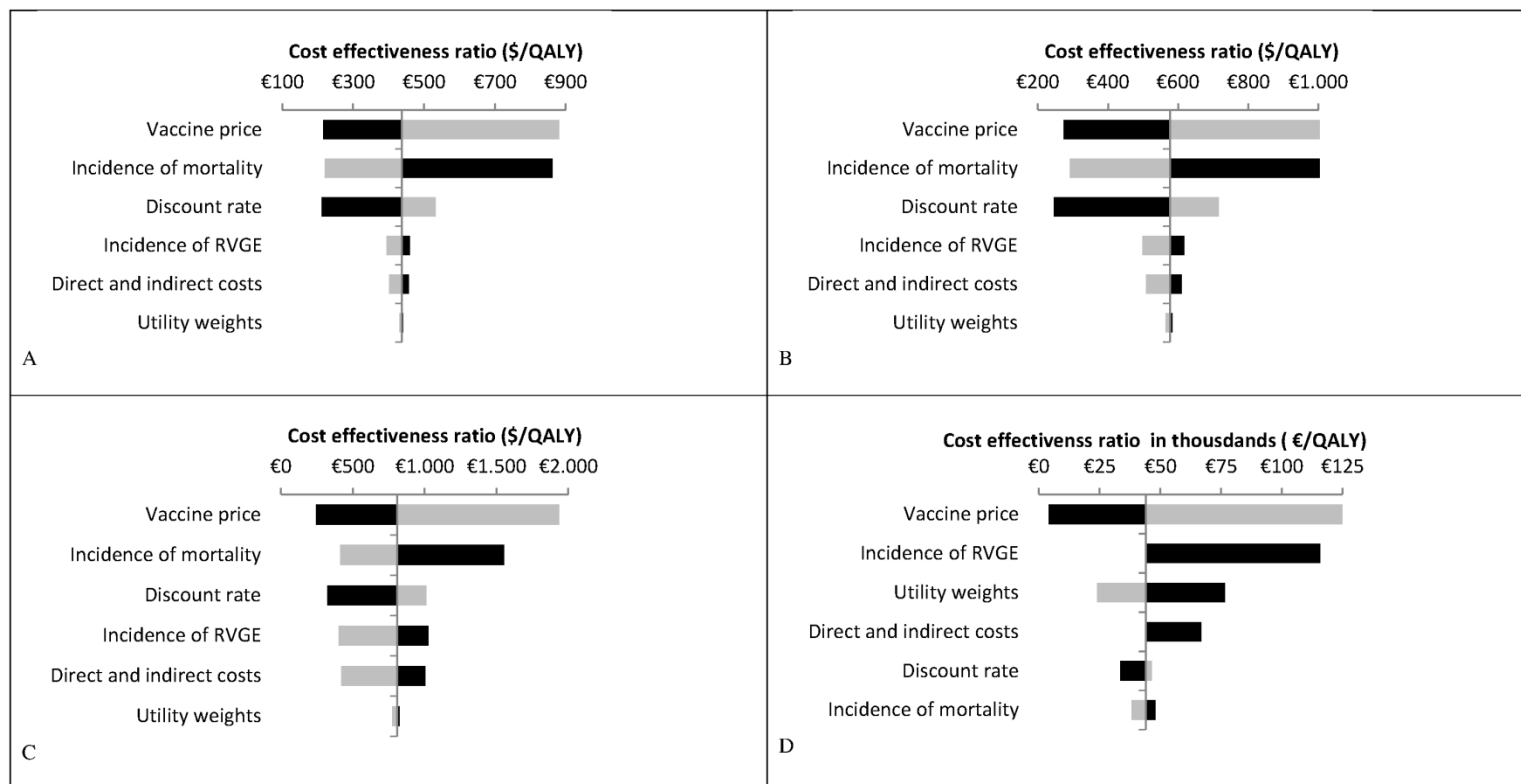 Cost effectiveness ratio ($/QALY)
€100 €300 €500 €700 €900
Vaccine price
Incidence of mortality
Discount rate
Incidence of RVGE
Direct and indirect costs
Utility weights
A
Cost effectiveness ratio ($/QALY)
€200 €400 €600 €800 €1.000
Vaccine price
Incidence of mortality
Discount rate
Incidence of RVGE
Direct and indirect costs
Utility weights
B
Cost effectiveness ratio ($/QALY)
€0 €500 €1.000 €1.500 €2.000
Vaccine price
Incidence of mortality
Discount rate
Incidence of RVGE
Direct and indirect costs
Utility weights
C
Cost effectivenss ratio in thousdands ( €/QALY)
€0 €25 €50 €75 €100 €125
Vaccine price
Incidence of RVGE
Utility weights
Direct and indirect costs
Discount rate
Incidence of mortality
D